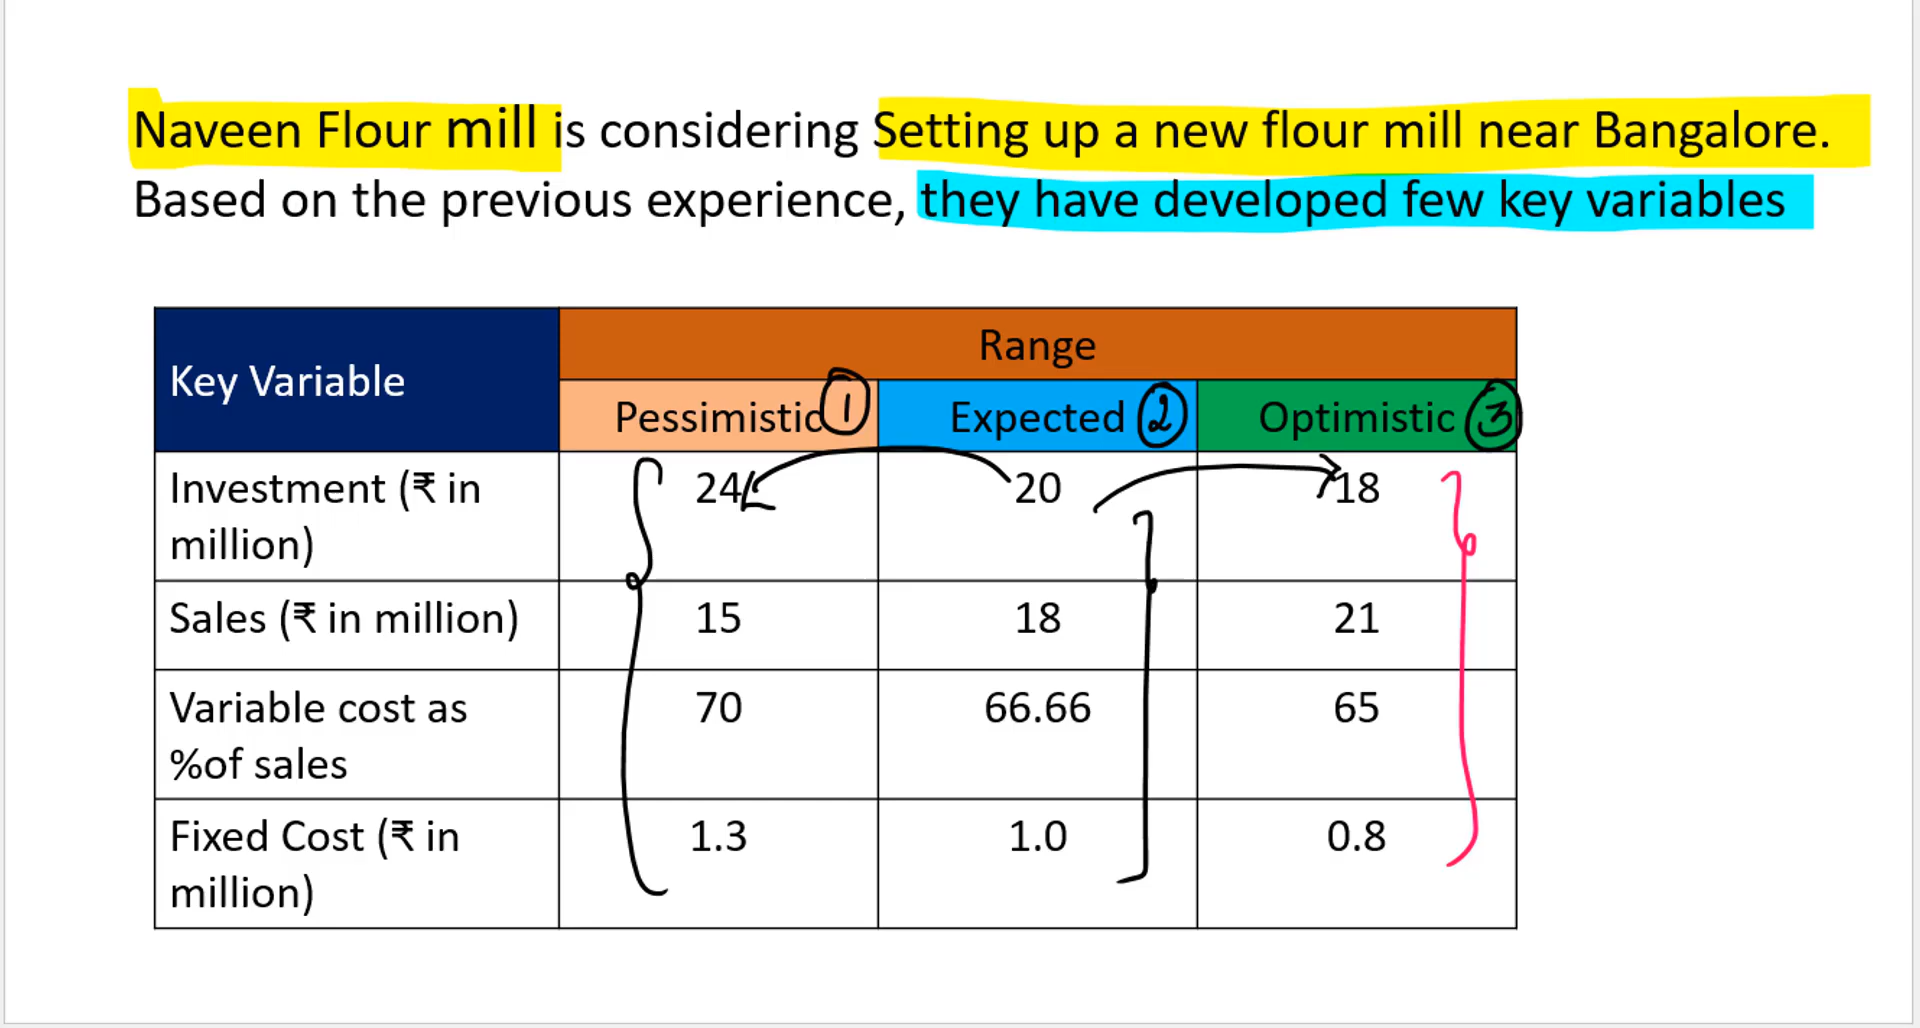 Naveen Flour mill is considering Setting up a new flour mill near Bangalore.
Based on the previous experience, they have developed few key variables
Key Variable
Range
Pessimistic 1 Expected 2 Optimistic 3
Investment (₹ in million) 24 20 18
Sales (₹ in million) 15 18 21
Variable cost as %of sales 70 66.66 65
Fixed Cost (₹ in million) 1.3 1.0 0.8